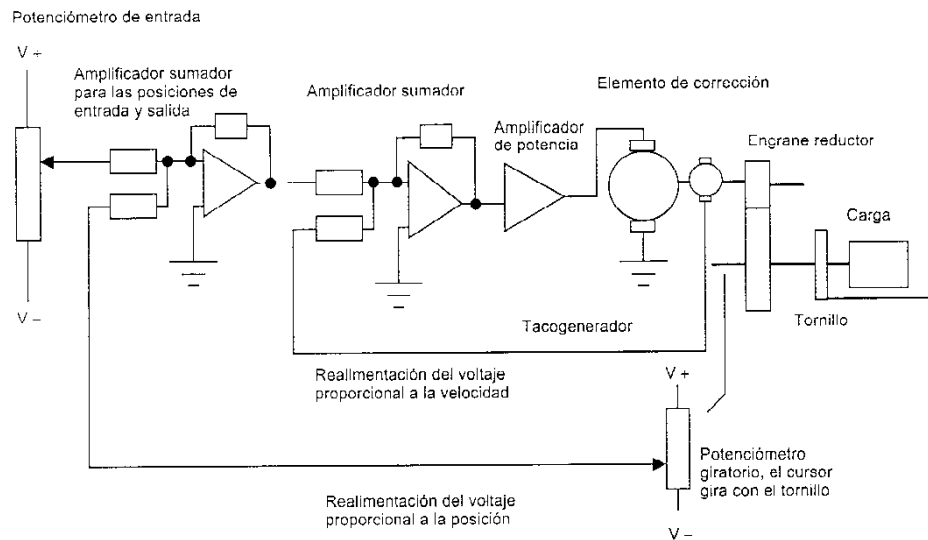 Potenciómetro de entrada
V +
Amplificador sumador
para las posiciones de
entrada y salida
Amplificador sumador
Elemento de corrección
Amplificador
de potencia
Engrane reductor
Carga
V –
Tacogenerador
Tornillo
Realimentación del voltaje
proporcional a la velocidad
V +
Potenciómetro
giratorio, el cursor
gira con el tornillo
Realimentación del voltaje
proporcional a la posición
V –